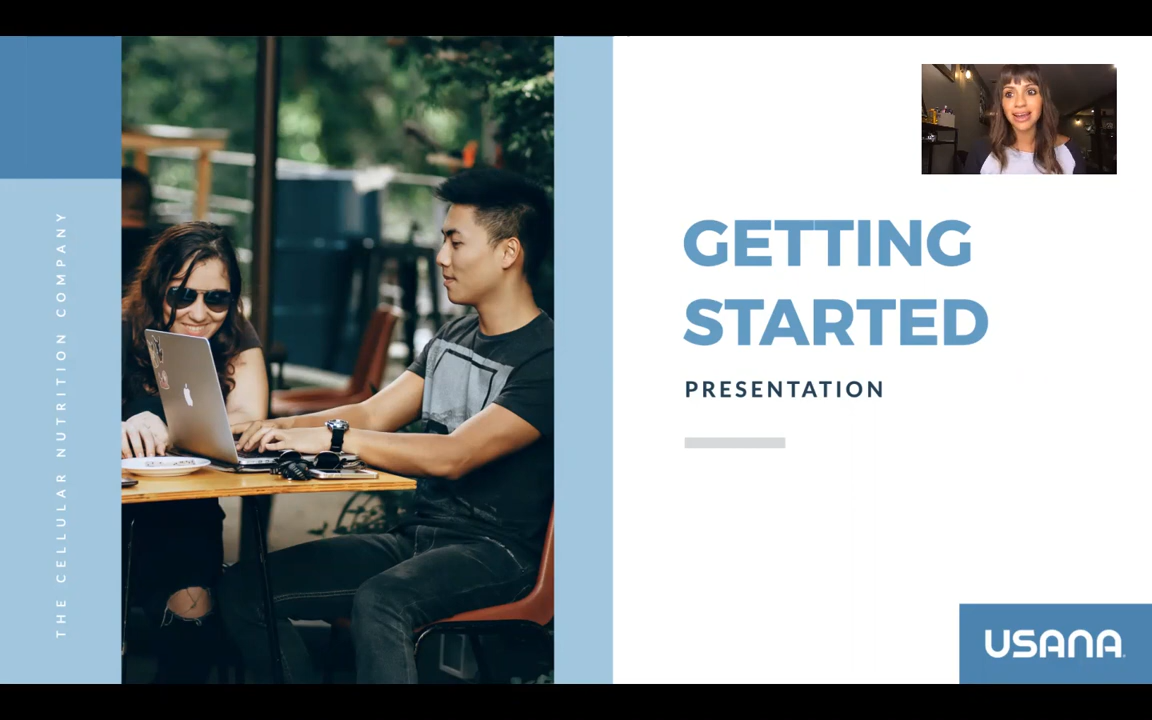 THE CELLULAR NUTRITION COMPANY
GETTING
STARTED
PRESENTATION
USANA